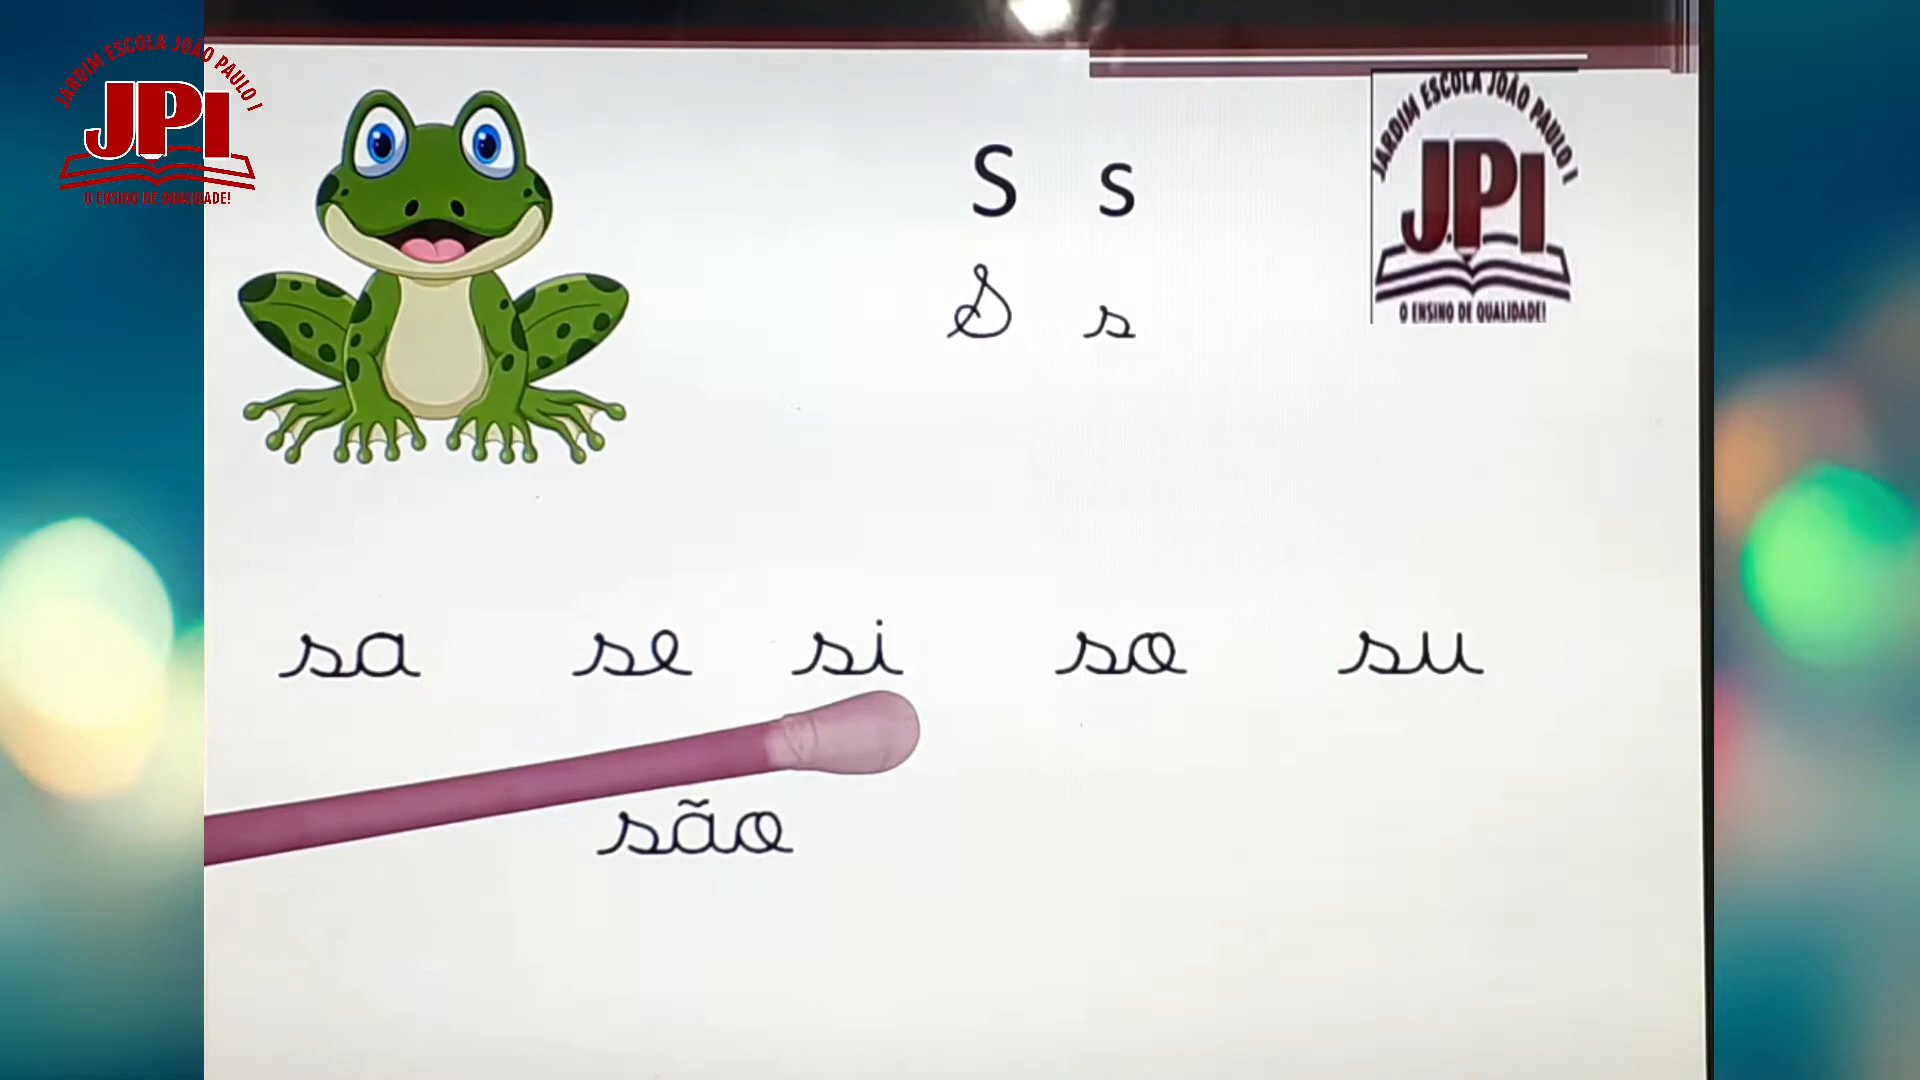 JARDIM ESCOLA JOÃO PAULO I
JPI
O ENSINO DE QUALIDADE!
S s
JARDIM ESCOLA JOÃO PAULO I
JPI
O ENSINO DE QUALIDADE!
S s
sa se si so su
são